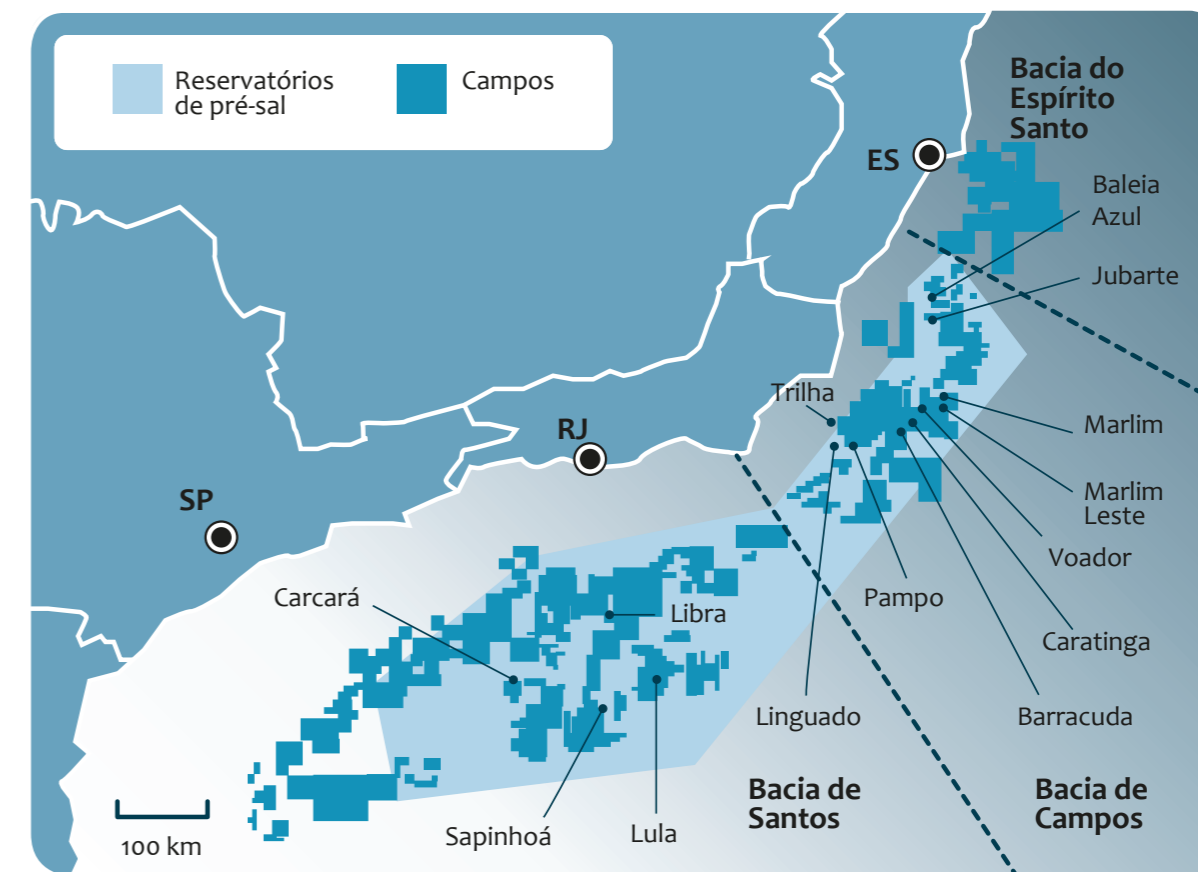 Reservatórios
de pré-sal
Campos
Bacia do
Espírito
Santo
ES
Baleia
Azul
Jubarte
Trilha
Marlim
RJ
Marlim
Leste
SP
Voador
Carcará
Libra
Pampo
Caratinga
Linguado
Barracuda
Bacia de
Santos
Bacia de
Campos
Sapinhoá
Lula
100 km